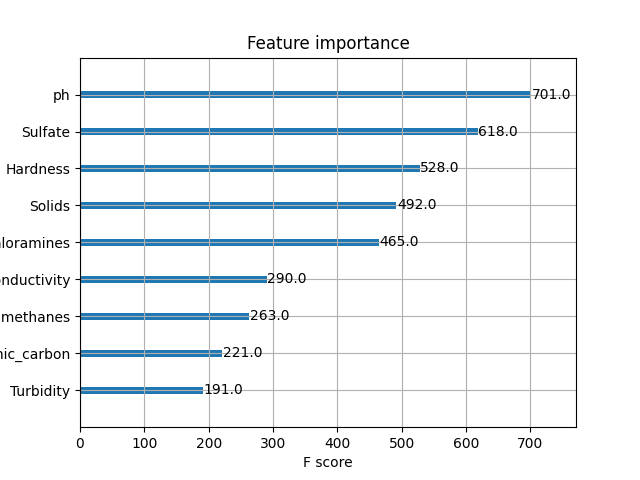 Feature importance
ph 701.0
Sulfate 618.0
Hardness 528.0
Solids 492.0
loramines 465.0
nductivity 290.0
methanes 263.0
nic_carbon 221.0
Turbidity 191.0
0 100 200 300 400 500 600 700
F score